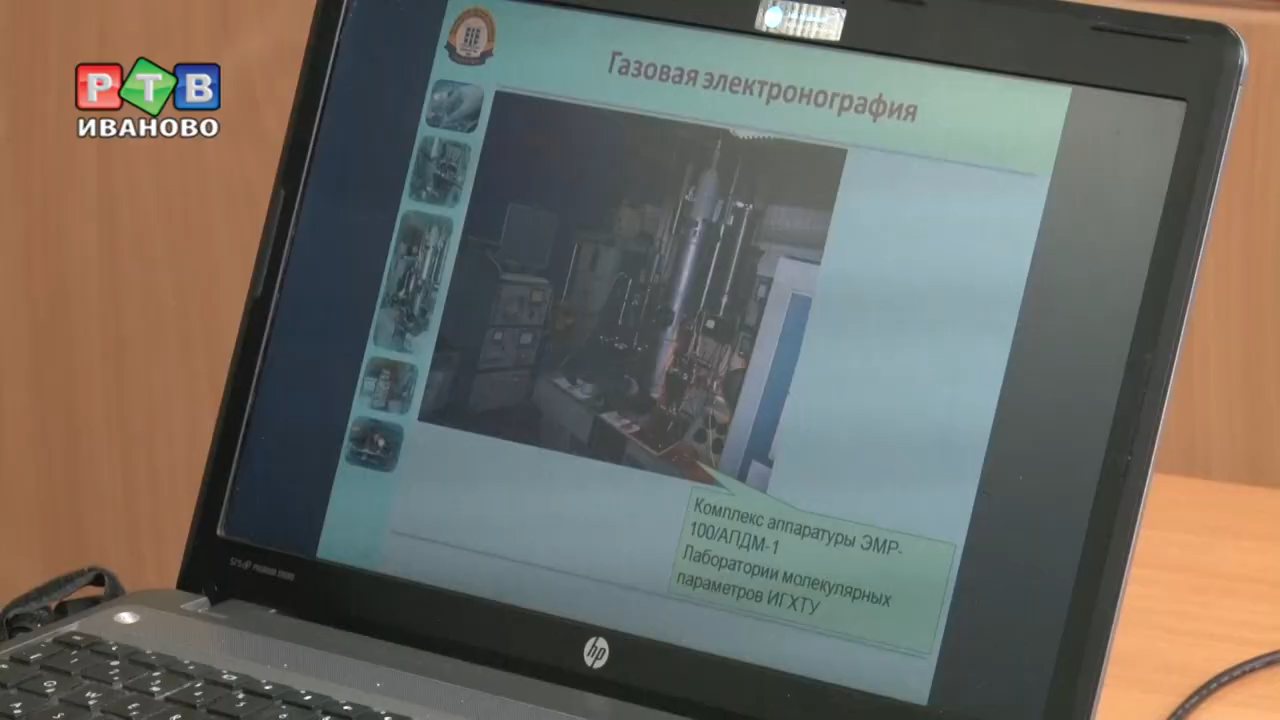 РТВ
ИВАНОВО
Газовая электронография
Комплекс аппаратуры ЭМР-
100/АПДМ-1
Лаборатории молекулярных
параметров ИГХТУ
hp